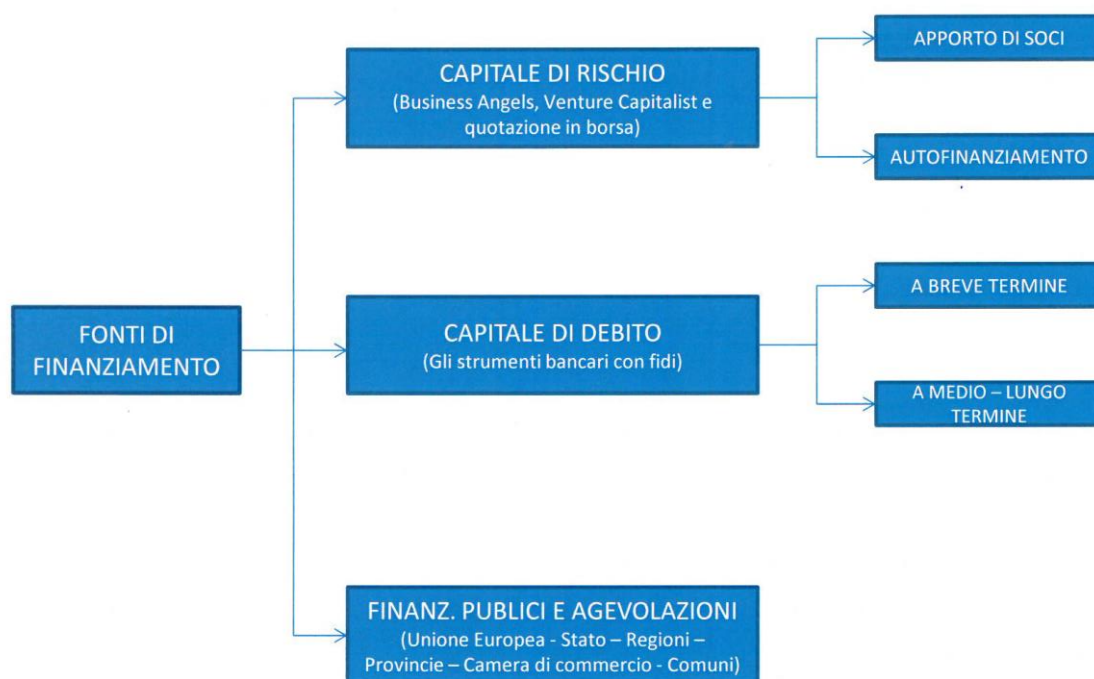 FONTI DI
FINANZIAMENTO
CAPITALE DI RISCHIO
(Business Angels, Venture Capitalist e
quotazione in borsa)
APPORTO DI SOCI
AUTOFINANZIAMENTO
CAPITALE DI DEBITO
(Gli strumenti bancari con fidi)
A BREVE TERMINE
A MEDIO – LUNGO
TERMINE
FINANZ. PUBLICI E AGEVOLAZIONI
(Unione Europea - Stato – Regioni –
Provincie – Camera di commercio - Comuni)